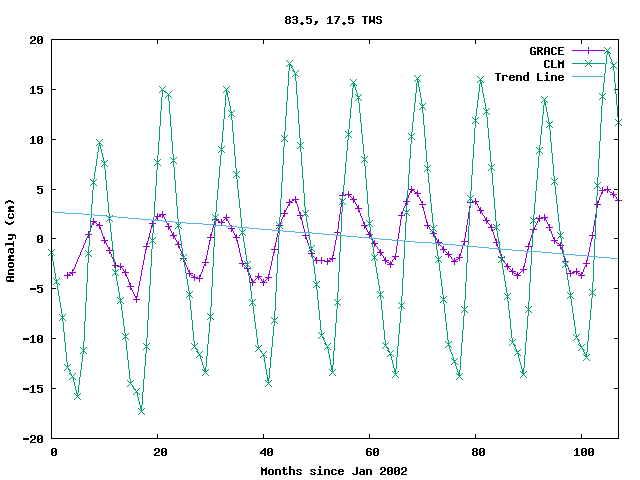 83.5, 17.5 TWS
GRACE
CLM
Trend Line
20
15
10
5
0
-5
-10
-15
-20
Anomaly (cm)
0 20 40 60 80 100
Months since Jan 2002